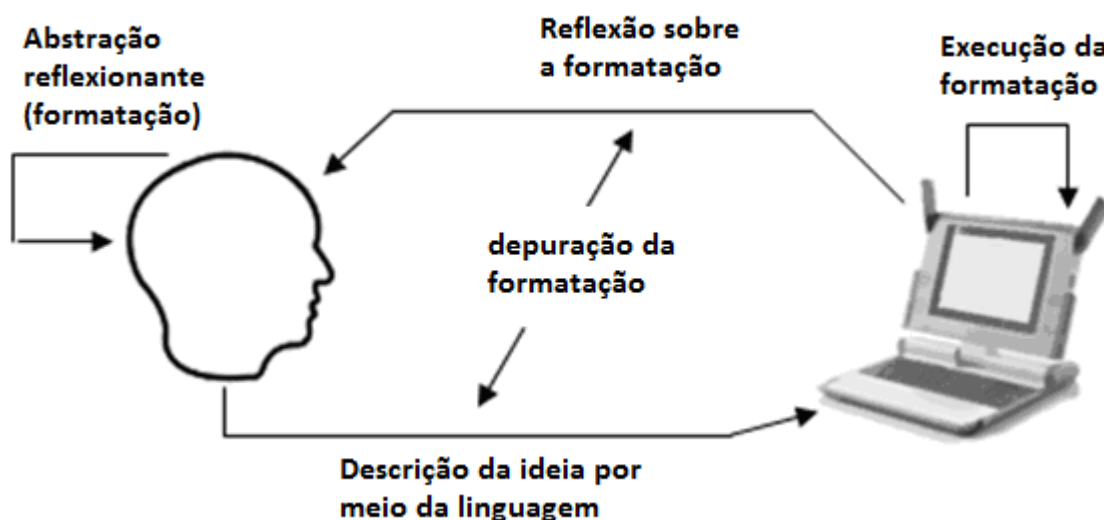 Abstração
reflexionante
(formatação)
Reflexão sobre
a formatação
Execução da
formatação
depuração da
formatação
Descrição da ideia por
meio da linguagem